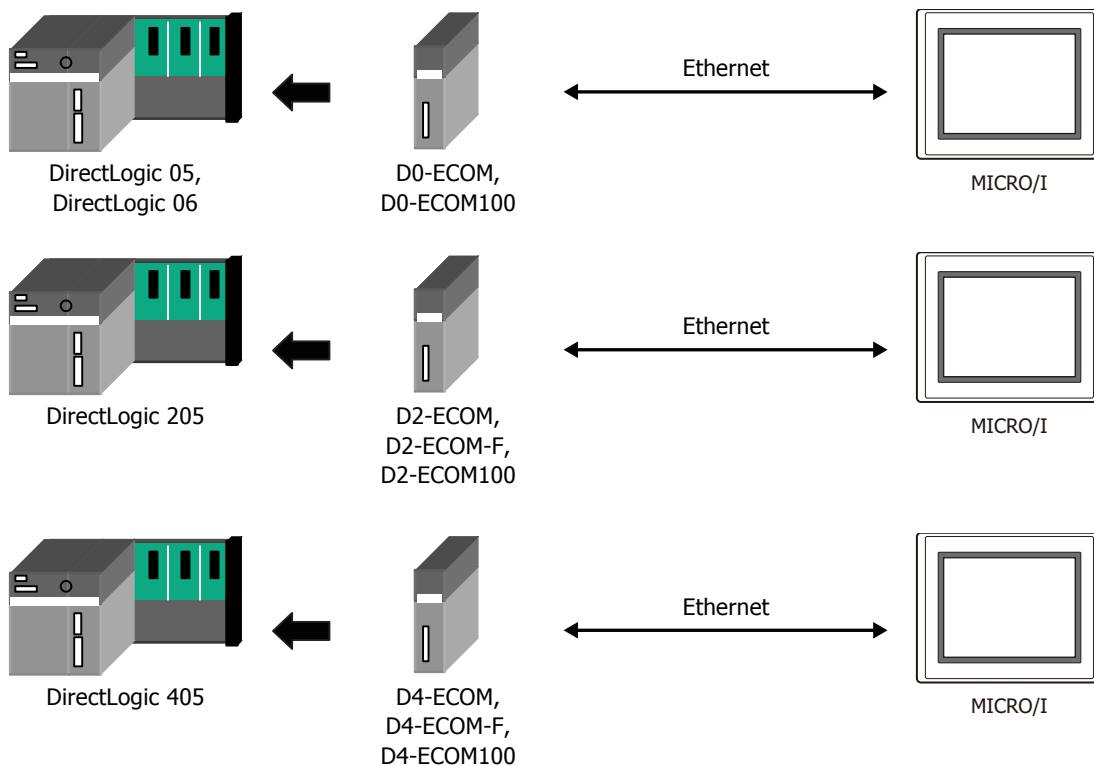 Ethernet
DirectLogic 05,
DirectLogic 06
D0-ECOM,
D0-ECOM100
MICRO/I
Ethernet
DirectLogic 205
D2-ECOM,
D2-ECOM-F,
D2-ECOM100
MICRO/I
Ethernet
DirectLogic 405
D4-ECOM,
D4-ECOM-F,
D4-ECOM100
MICRO/I